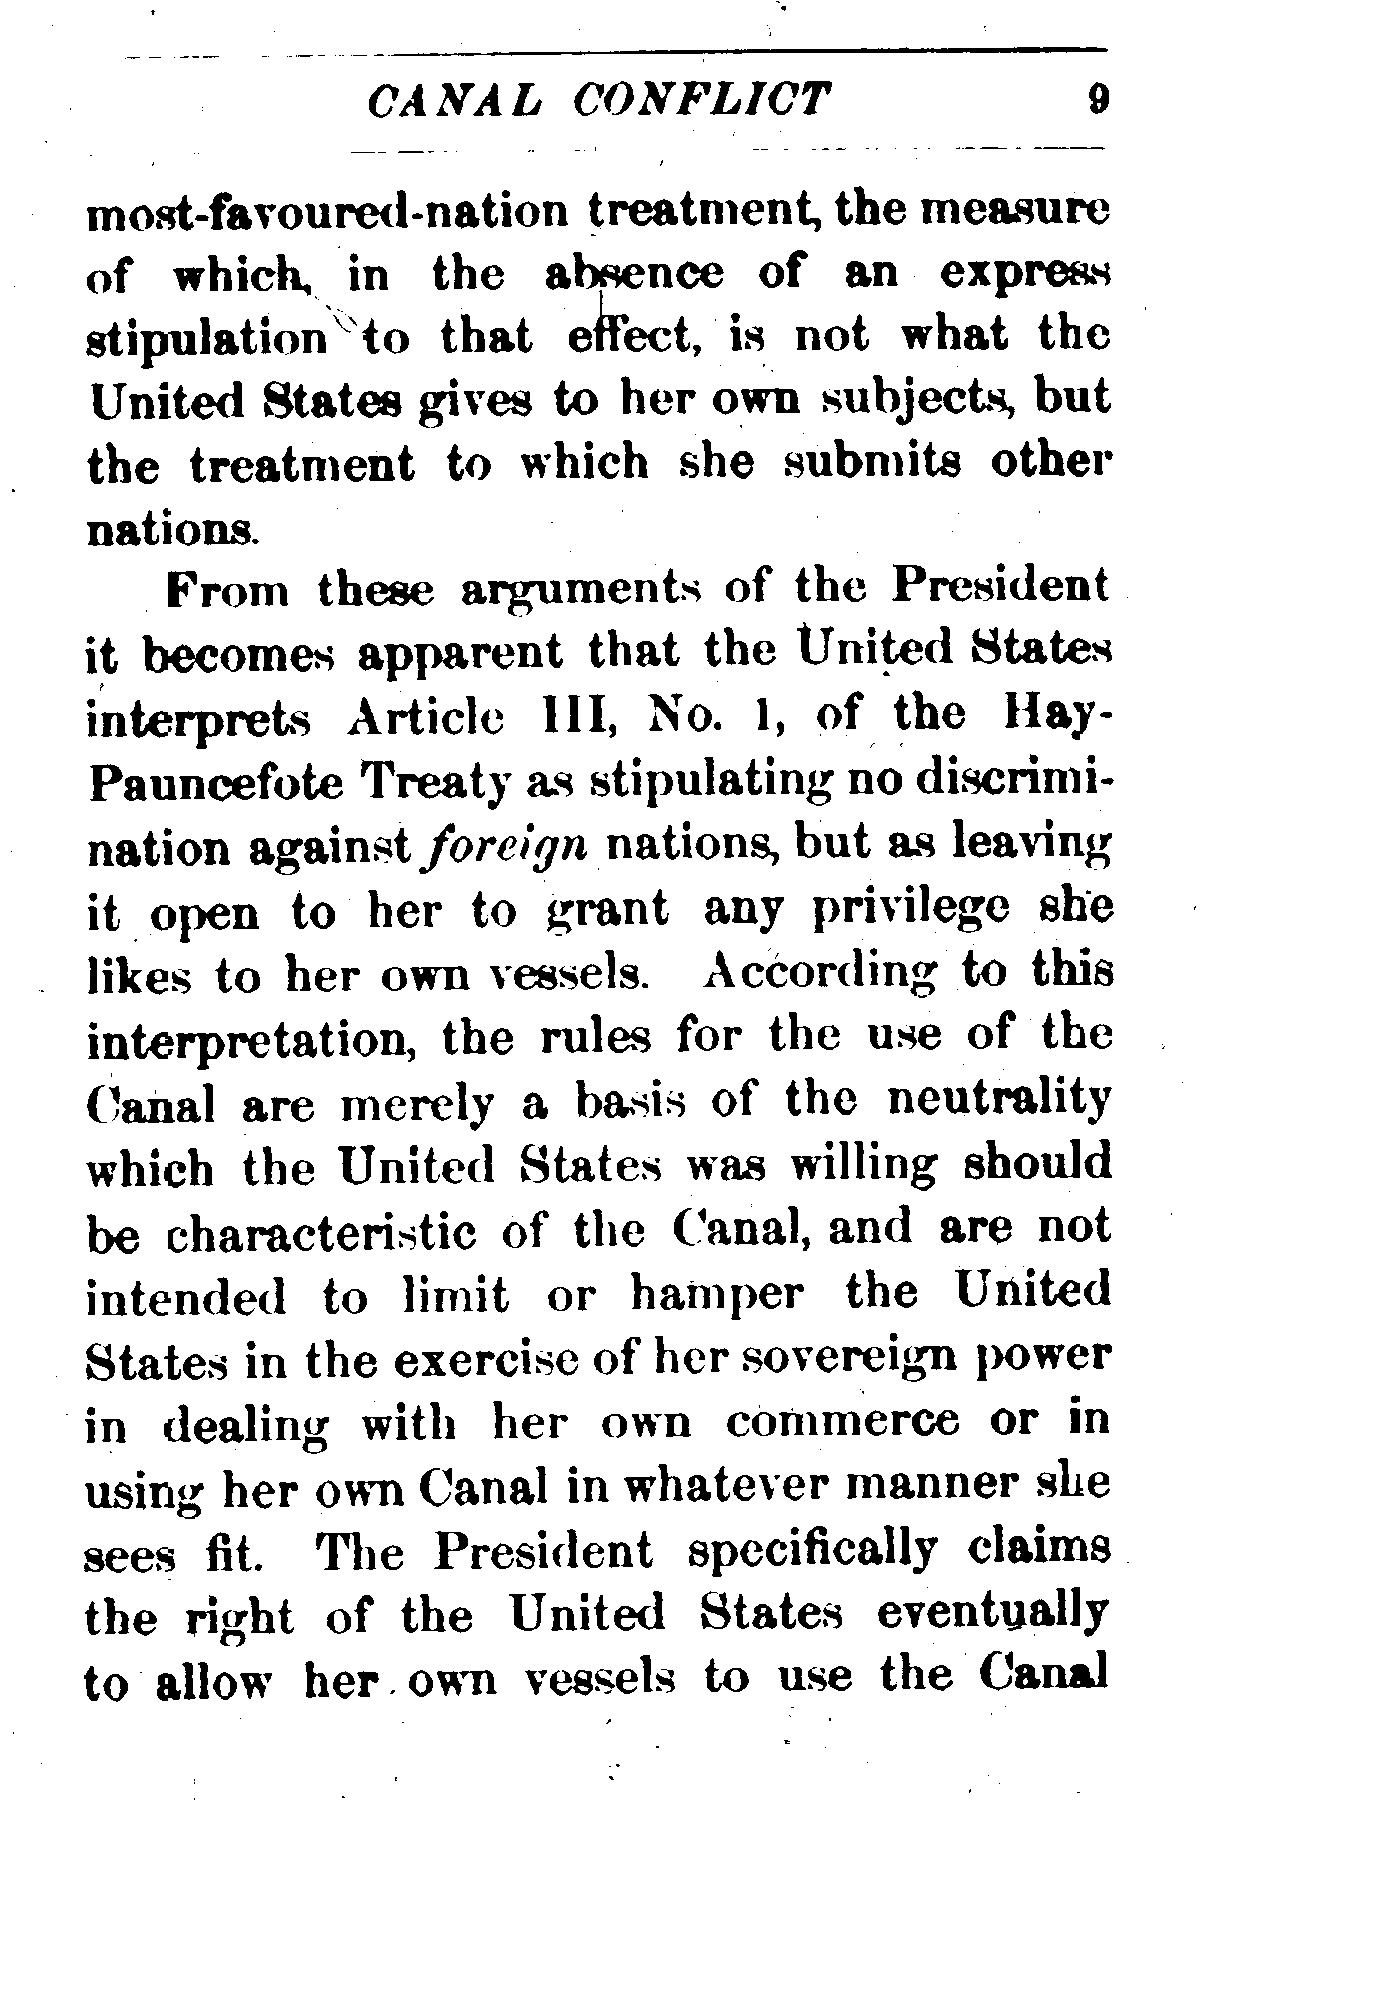 CANAL CONFLICT 9
most-favoured-nation treatment, the measure
of which, in the absence of an express
stipulation to that effect, is not what the
United States gives to her own subjects, but
the treatment to which she submits other
nations.
From these arguments of the President
it becomes apparent that the United States
interprets Article III, No. 1, of the Hay-
Pauncefote Treaty as stipulating no discrimi-
nation against foreign nations, but as leaving
it open to her to grant any privilege she
likes to her own vessels. According to this
interpretation, the rules for the use of the
Canal are merely a basis of the neutrality
which the United States was willing should
be characteristic of the Canal, and are not
intended to limit or hamper the United
States in the exercise of her sovereign power
in dealing with her own commerce or in
using her own Canal in whatever manner she
sees fit. The President specifically claims
the right of the United States eventually
to allow her own vessels to use the Canal